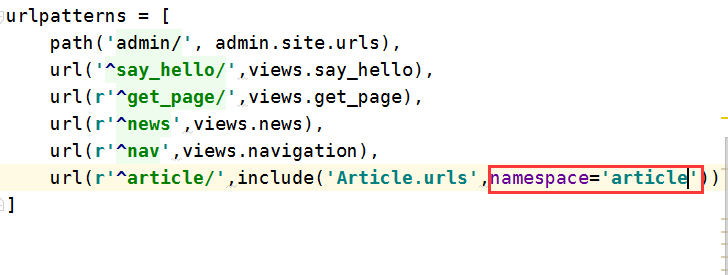 urlpatterns = [
    path('admin/', admin.site.urls),
    url('^say_hello/',views.say_hello),
    url(r'^get_page/',views.get_page),
    url(r'^news',views.news),
    url(r'^nav',views.navigation),
    url(r'^article/',include('Article.urls',namespace='article'))
]